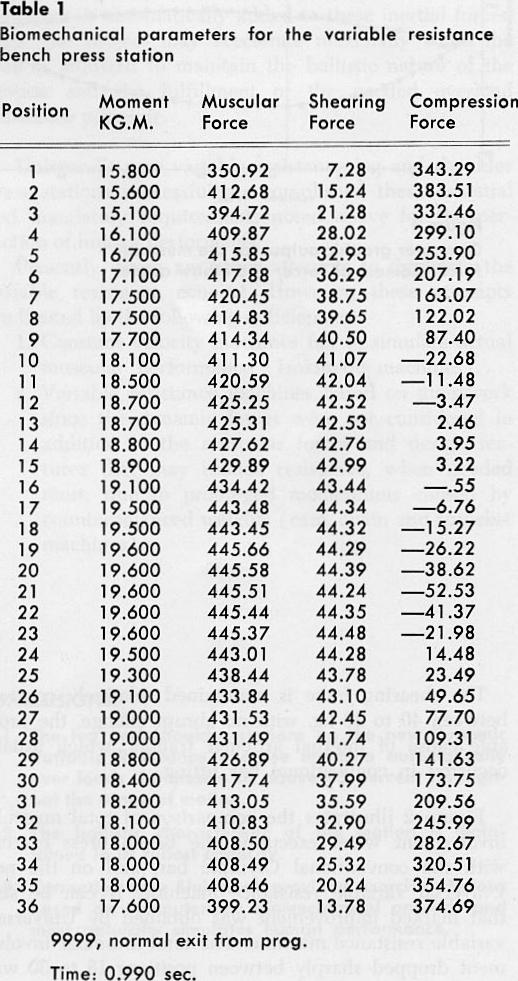 Table 1
Biomechanical parameters for the variable resistance
bench press station
Position Moment KG.M. Muscular Force Shearing Force Compression Force
1 15.800 350.92 7.28 343.29
2 15.600 412.68 15.24 383.51
3 15.100 394.47 21.28 332.46
4 16.100 409.87 28.02 299.10
5 16.700 415.85 32.93 253.90
6 17.100 417.88 36.29 207.19
7 17.500 420.45 38.75 163.07
8 17.500 414.83 39.65 122.02
9 17.700 413.11 40.50 87.40
10 18.100 411.30 41.07 —22.68
11 18.500 420.59 42.04 —11.48
12 18.700 425.25 42.52 —3.47
13 18.700 425.31 42.53 2.46
14 18.800 427.62 42.76 3.95
15 18.900 429.89 42.99 3.22
16 19.100 434.42 43.44 —.55
17 19.500 443.48 44.34 —6.76
18 19.500 443.45 44.32 —15.27
19 19.600 445.66 44.29 —26.22
20 19.600 445.58 44.39 —38.62
21 19.600 445.51 44.24 —52.53
22 19.600 445.44 44.35 —41.37
23 19.600 445.37 44.48 —21.98
24 19.500 443.01 44.28 14.48
25 19.300 438.44 43.78 23.49
26 19.100 433.84 43.10 49.65
27 19.000 431.53 42.45 77.70
28 19.000 431.49 41.74 109.31
29 18.800 426.89 40.27 141.63
30 18.400 417.74 37.99 173.75
31 18.200 413.05 35.59 209.56
32 18.100 410.83 32.90 245.99
33 18.000 408.50 29.49 282.67
34 18.000 408.49 25.32 320.51
35 18.000 408.46 20.24 354.76
36 17.600 399.23 13.78 374.69
9999, normal exit from prog.
Time: 0.990 sec.